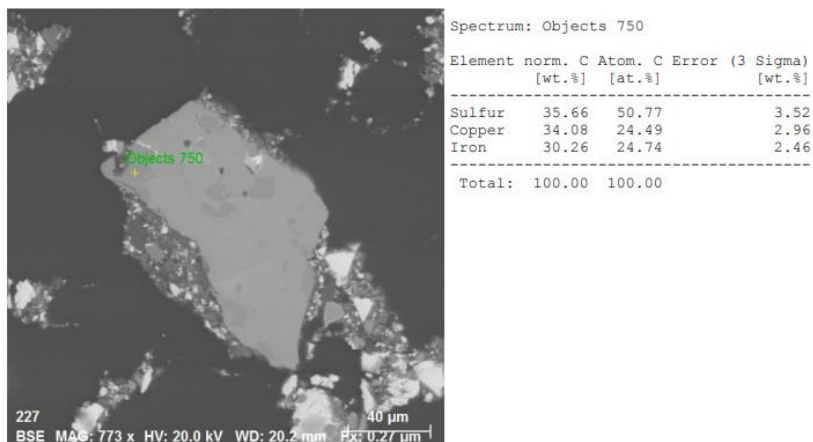 Spectrum: Objects 750
Element norm. C Atom. C Error (3 Sigma)
[wt.%] [at.%] [wt.%]
Sulfur 35.66 50.77 3.52
Copper 34.08 24.49 2.96
Iron 30.26 24.74 2.46
Total: 100.00 100.00
Objects 750
227
40 µm
BSE MAG: 773 x HV: 20.0 kV WD: 20.2 mm Px: 0.27 µm